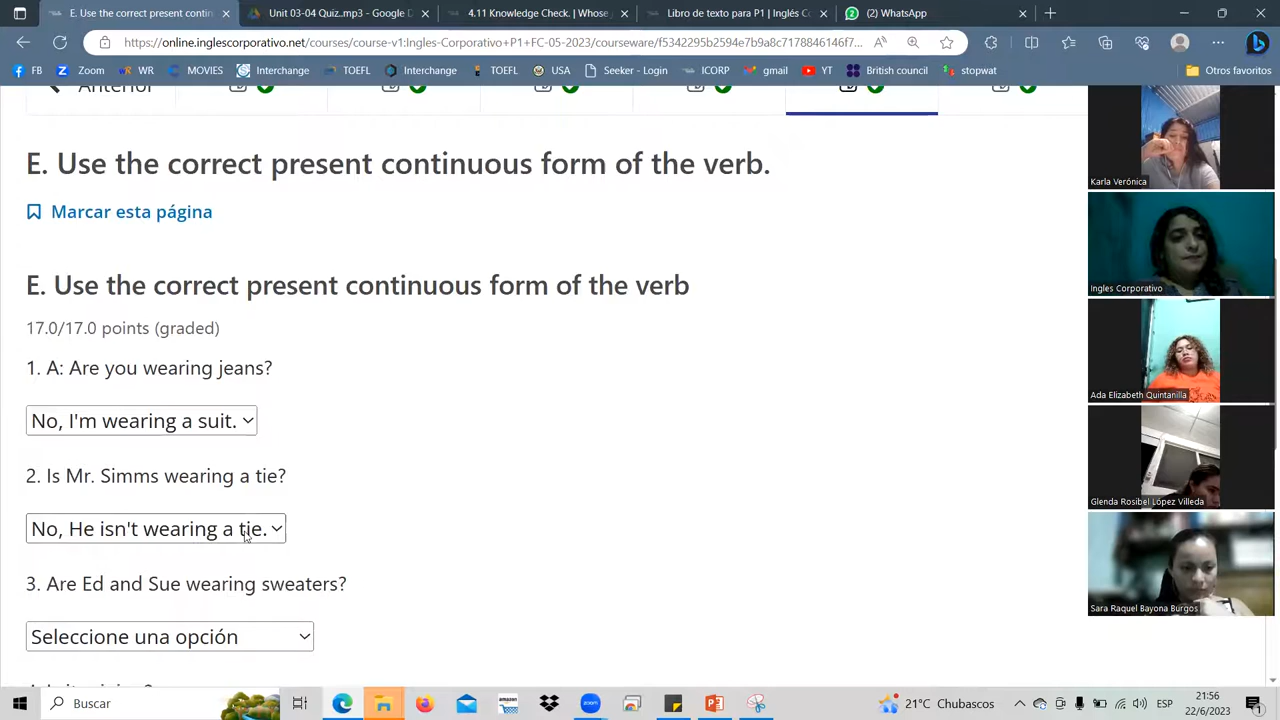 E. Use the correct present contin
Unit 03-04 Quiz.mp3 - Google D
4.11 Knowledge Check. | Whose
Libro de texto para P1 | Inglés Co
(2) WhatsApp
https://online.inglescorporativo.net/courses/course-v1:Ingles-Corporativo+P1+FC-05-2023/courseware/f5342295b2594e7b9a8c7178846146f7...
FB
Zoom
WR
MOVIES
Interchange
TOEFL
Interchange
TOEFL
USA
Seeker - Login
ICORP
gmail
YT
British council
stopwat
Otros favoritos
Anterior
E. Use the correct present continuous form of the verb.
Marcar esta página
E. Use the correct present continuous form of the verb
17.0/17.0 points (graded)
1. A: Are you wearing jeans?
No, I'm wearing a suit.
2. Is Mr. Simms wearing a tie?
No, He isn't wearing a tie.
3. Are Ed and Sue wearing sweaters?
Seleccione una opción
Karla Verónica
Ingles Corporativo
Ada Elizabeth Quintanilla
Glenda Rosibel López Villeda
Sara Raquel Bayona Burgos
Buscar
21°C Chubascos
ESP
21:56
22/6/2023